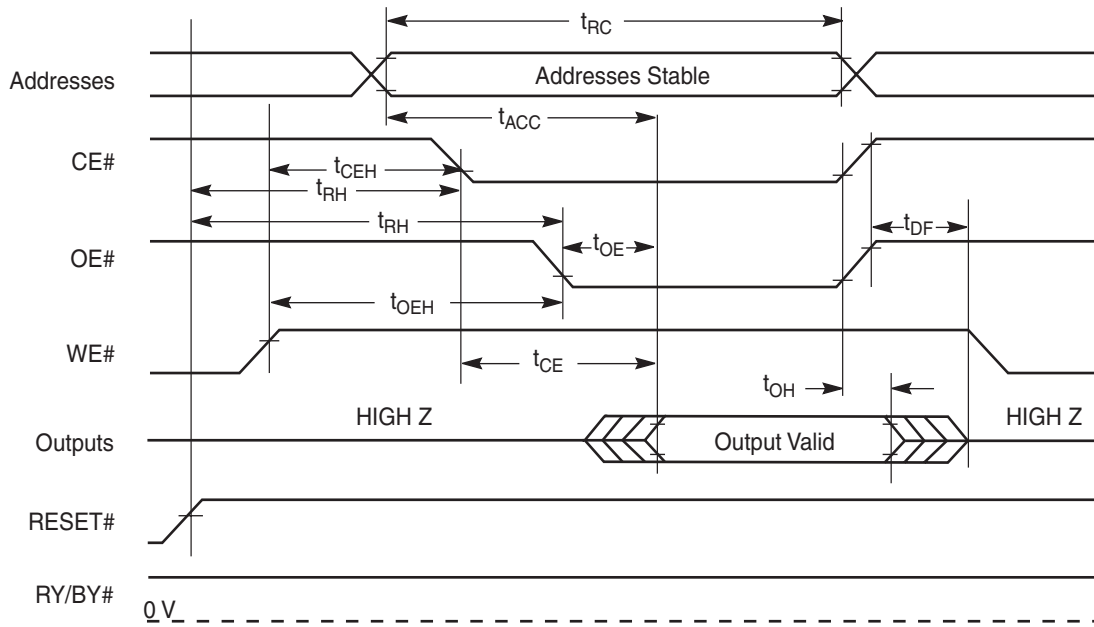 tRC
Addresses
Addresses Stable
tACC
CE#
tCEH
tRH
tRH
OE#
tOE
tDF
tOEH
WE#
tCE
tOH
HIGH Z
HIGH Z
Outputs
Output Valid
RESET#
RY/BY#
0 V